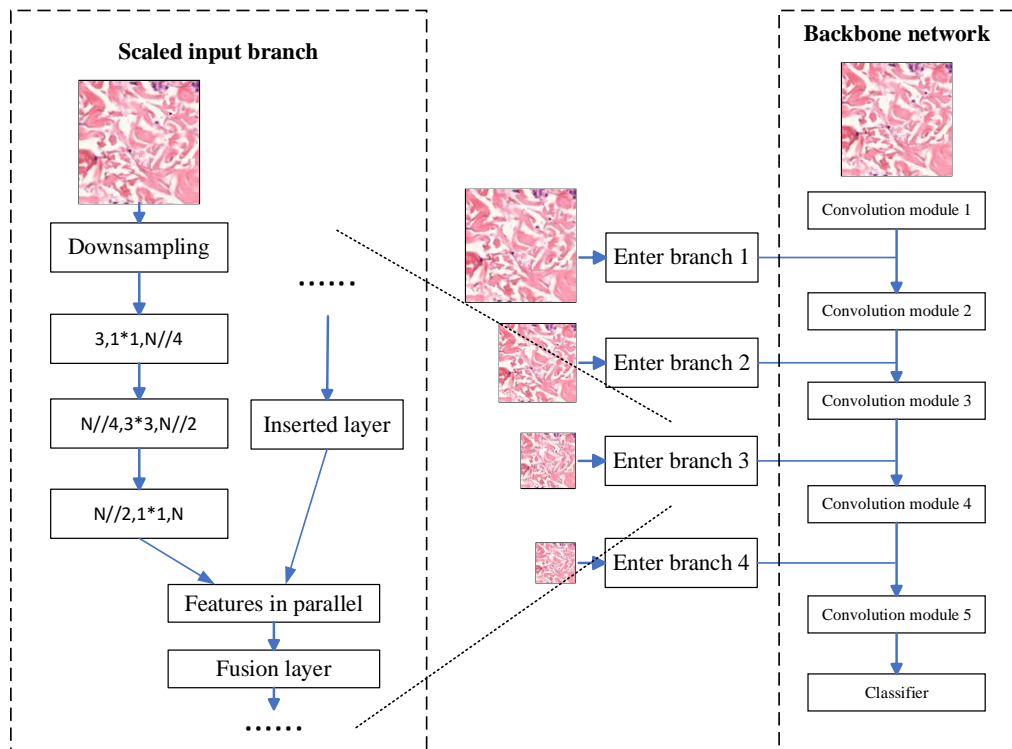 Scaled input branch
Downsampling
3,1*1,N//4
N//4,3*3,N//2
N//2,1*1,N
......
Inserted layer
Features in parallel
Fusion layer
......
Enter branch 1
Enter branch 2
Enter branch 3
Enter branch 4
Backbone network
Convolution module 1
Convolution module 2
Convolution module 3
Convolution module 4
Convolution module 5
Classifier